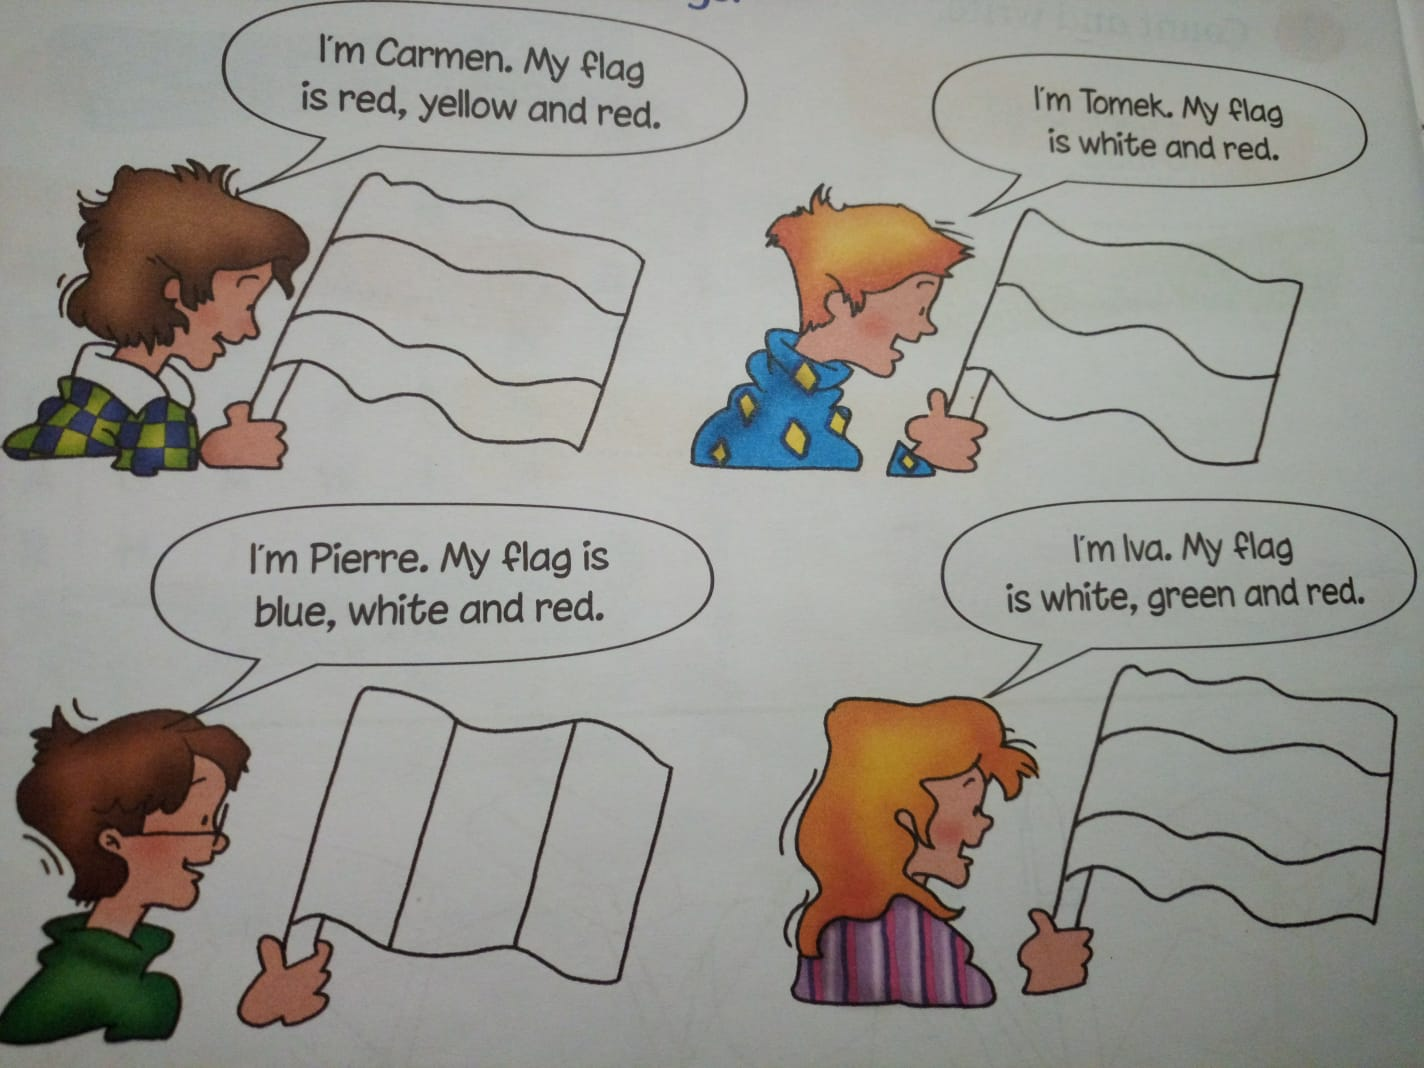 I'm Carmen. My flag
is red, yellow and red.
I'm Tomek. My flag
is white and red.
I'm Pierre. My flag is
blue, white and red.
I'm Iva. My flag
is white, green and red.